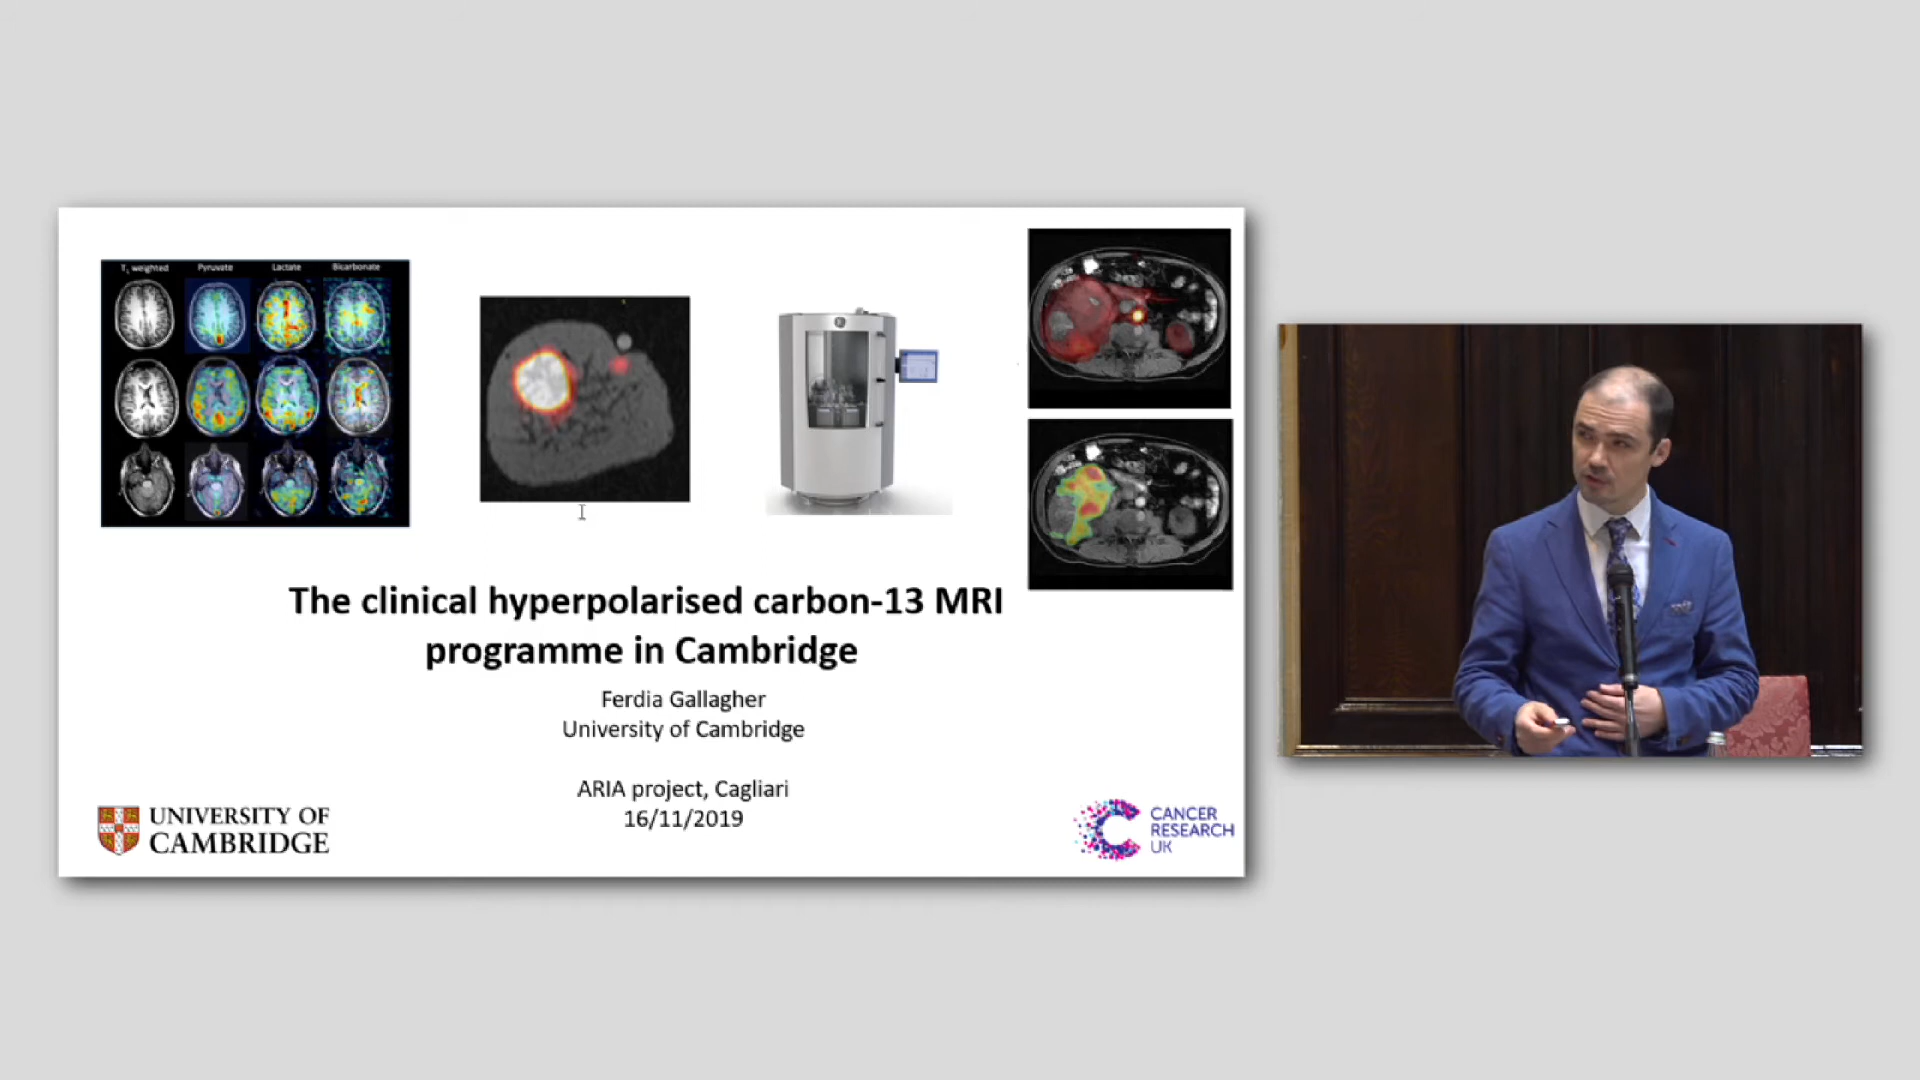 T₁ weighted Pyruvate Lactate Bicarbonate
The clinical hyperpolarised carbon-13 MRI
programme in Cambridge
Ferdia Gallagher
University of Cambridge
ARIA project, Cagliari
16/11/2019
UNIVERSITY OF
CAMBRIDGE
CANCER
RESEARCH
UK